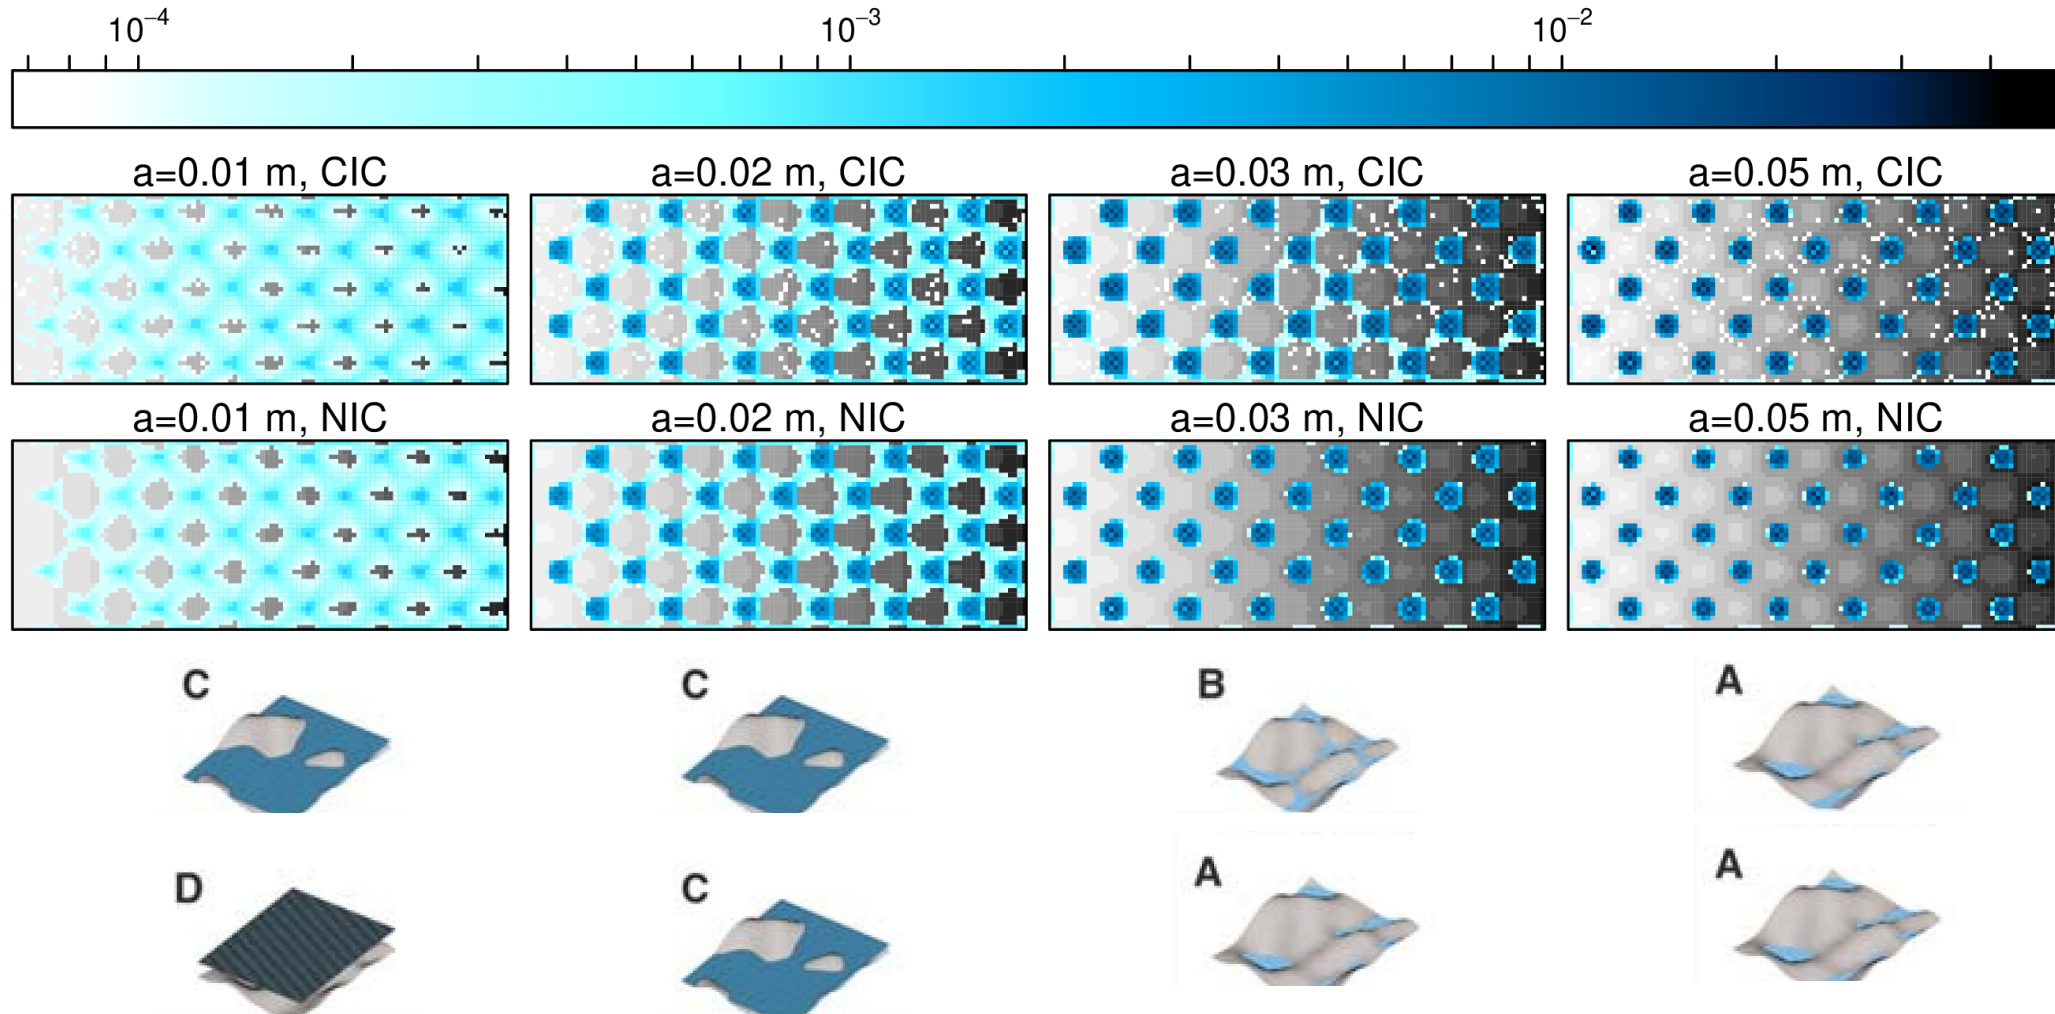 10⁻⁴ 10⁻³ 10⁻²
a=0.01 m, CIC a=0.02 m, CIC a=0.03 m, CIC a=0.05 m, CIC
a=0.01 m, NIC a=0.02 m, NIC a=0.03 m, NIC a=0.05 m, NIC
C C B A
D C A A